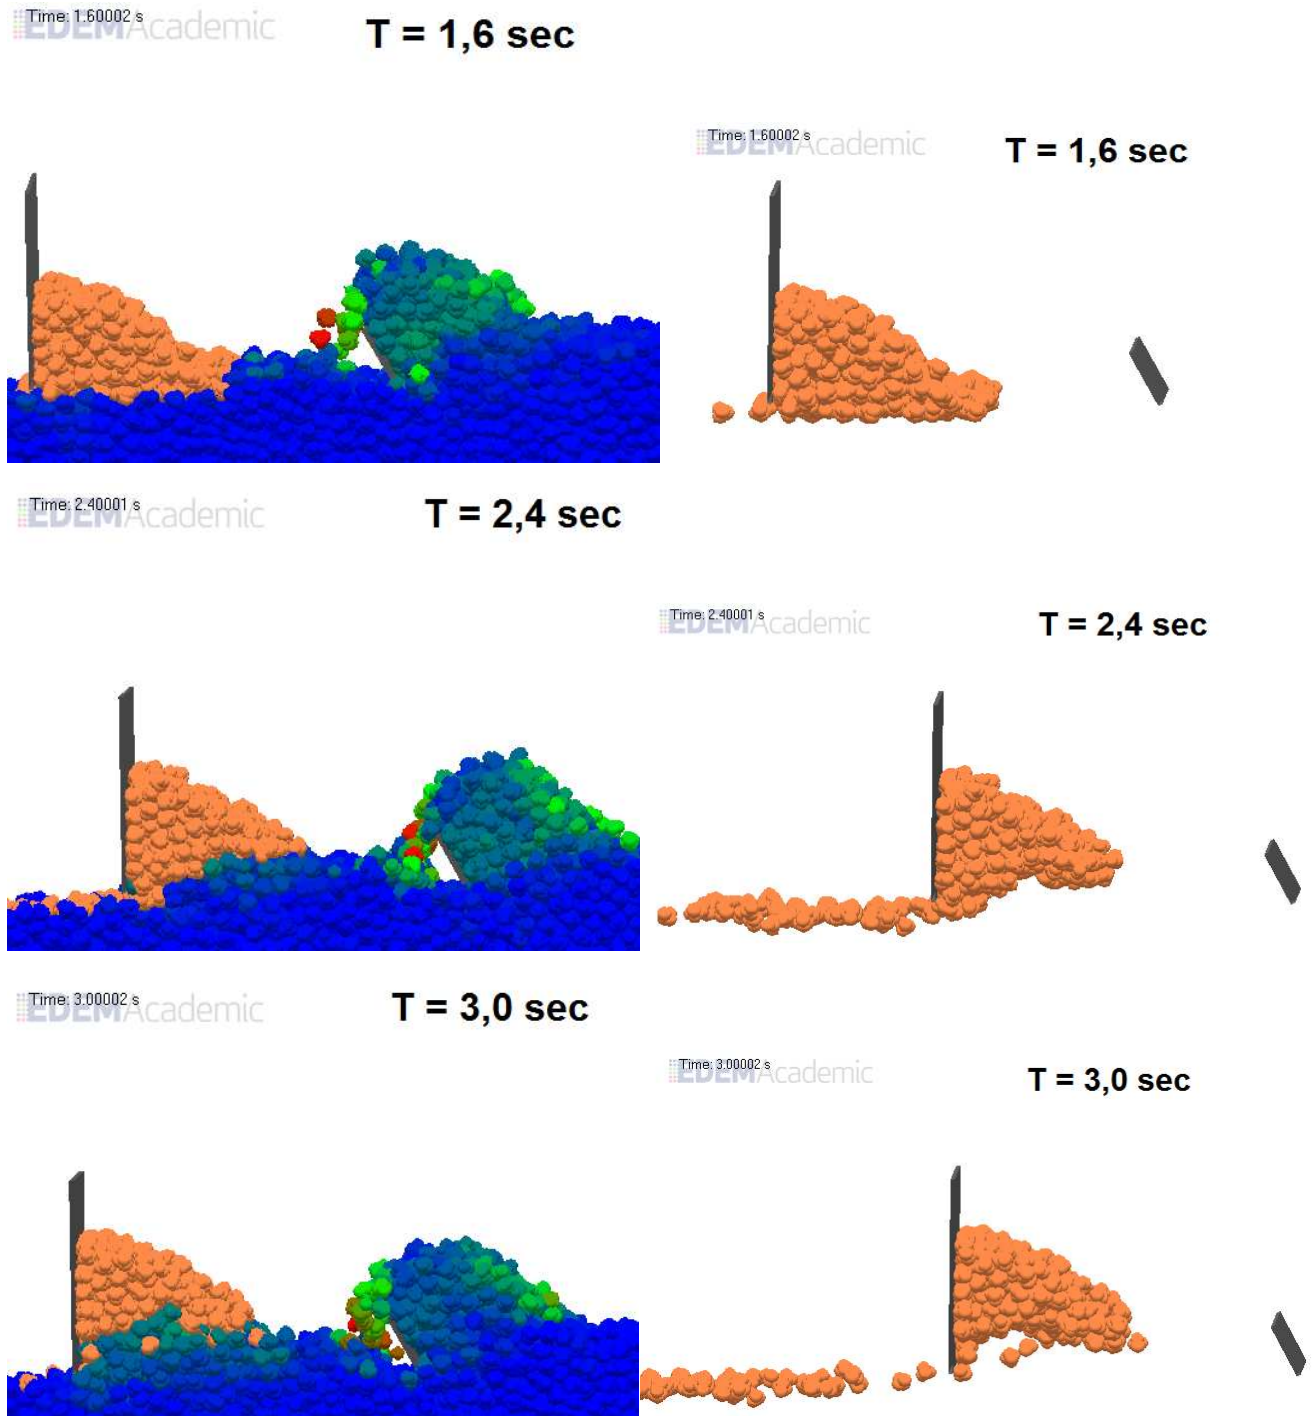 Time: 1.60002 s
EDEMAcademic
T = 1,6 sec
Time: 1.60002 s
EDEMAcademic
T = 1,6 sec
Time: 2.40001 s
EDEMAcademic
T = 2,4 sec
Time: 2.40001 s
EDEMAcademic
T = 2,4 sec
Time: 3.00002 s
EDEMAcademic
T = 3,0 sec
Time: 3.00002 s
EDEMAcademic
T = 3,0 sec